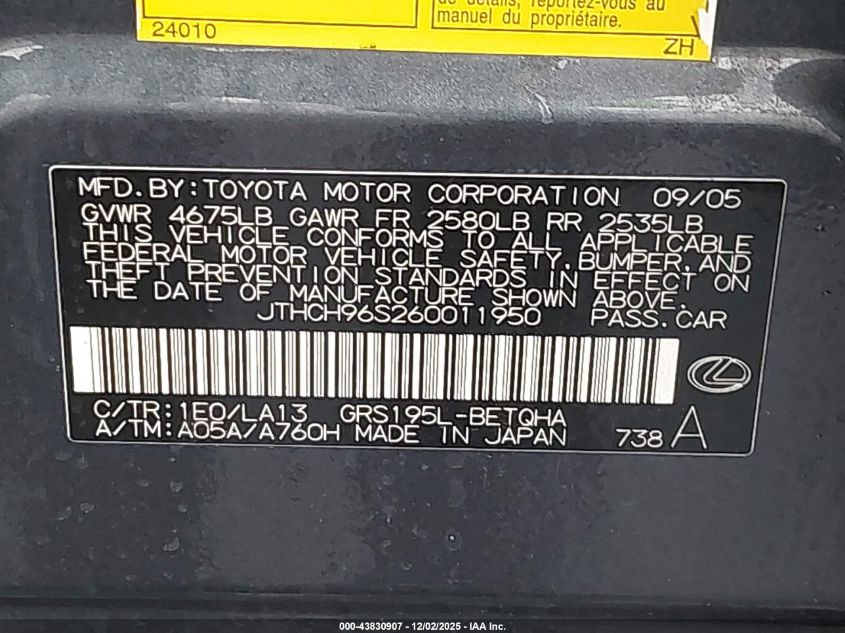 de détails, reportez-vous au
manuel du propriétaire.
24010
ZH
MFD.BY:TOYOTA MOTOR CORPORATION 09/05
GVWR 4675LB GAWR FR 2580LB RR 2535LB
THIS VEHICLE CONFORMS TO ALL APPLICABLE
FEDERAL MOTOR VEHICLE SAFETY,BUMPER,AND
THEFT PREVENTION STANDARDS IN EFFECT ON
THE DATE OF MANUFACTURE SHOWN ABOVE.
JTHCH96S260011950 PASS.CAR
C/TR:1E0/LA13 GRS195L-BETQHA
A/TM:A05A/A760H MADE IN JAPAN 738 A
000-43830907 - 12/02/2025 - IAA Inc.